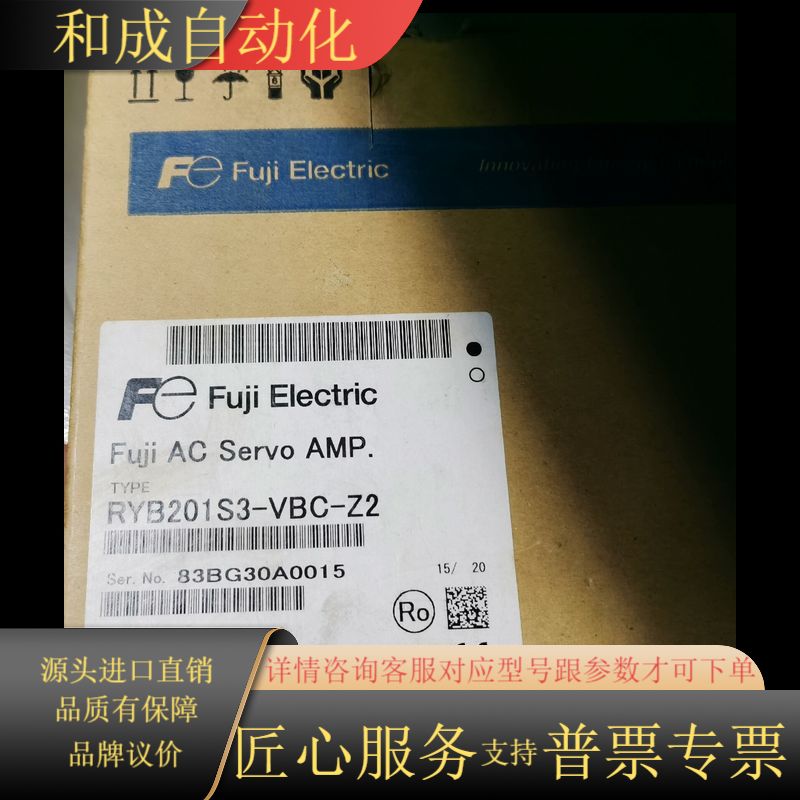 和成自动化
Fe Fuji Electric
Fe Fuji Electric
Fuji AC Servo AMP.
TYPE
RYB201S3-VBC-Z2
Ser. No. 83BG30A0015 15/ 20
Ro
源头进口直销
品质有保障
品牌议价
详情咨询客服对应型号跟参数才可下单
匠心服务支持普票专票